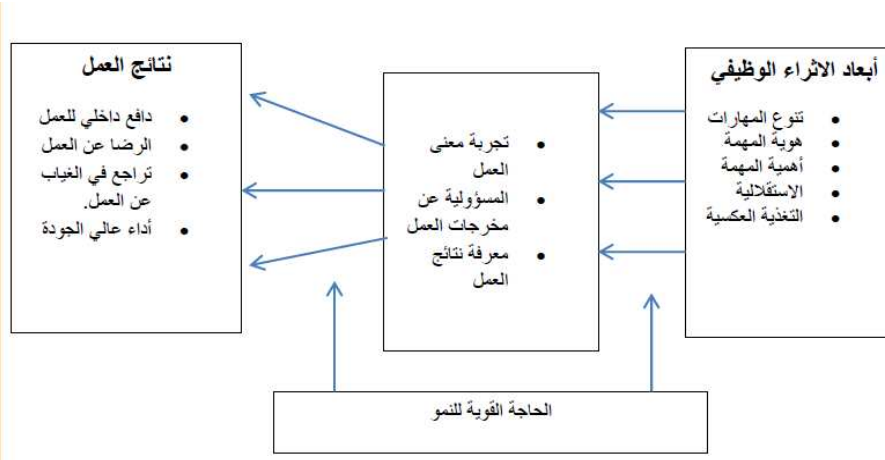 أبعاد الاثراء الوظيفي
تنوع المهارات
هوية المهمة
أهمية المهمة
الاستقلالية
التغذية العكسية
تجربة معنى
العمل
المسؤولية عن
مخرجات العمل
معرفة نتائج
العمل
نتائج العمل
دافع داخلي للعمل
الرضا عن العمل
تراجع في الغياب
عن العمل.
أداء عالي الجودة
الحاجة القوية للنمو